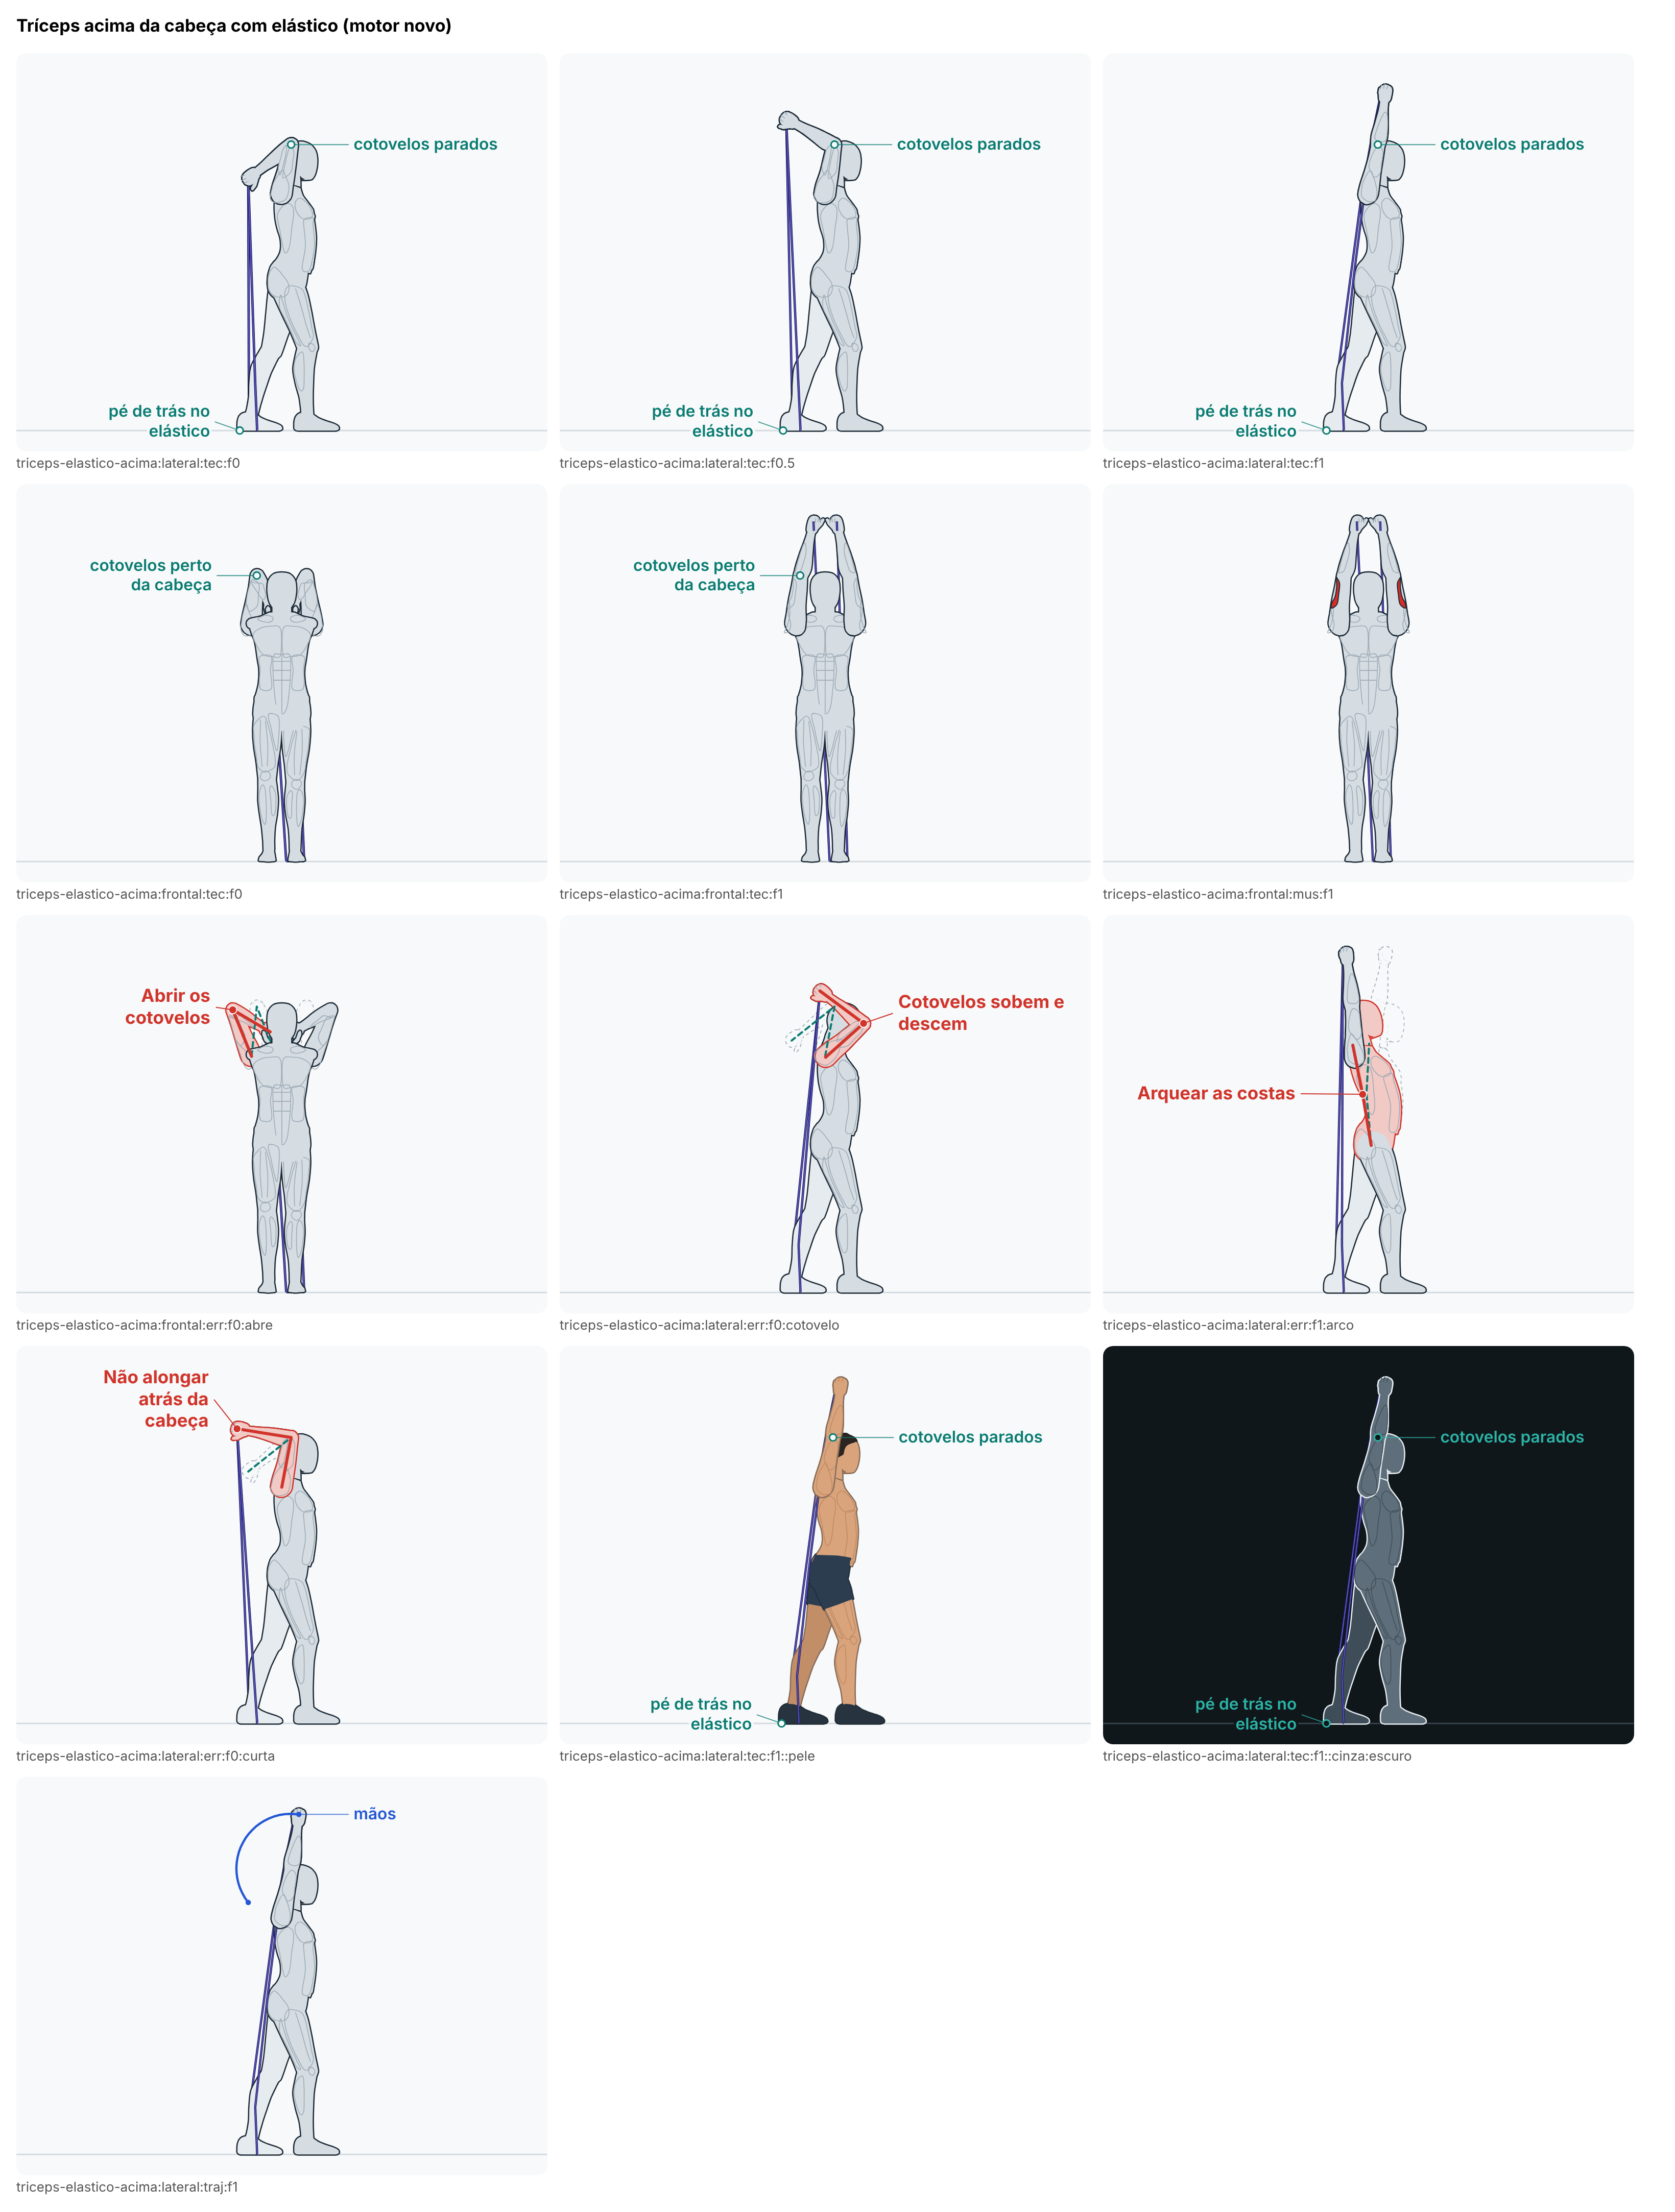 Tríceps acima da cabeça com elástico (motor novo)
cotovelos parados
pé de trás no
elástico
triceps-elastico-acima:lateral:tec:f0
cotovelos parados
pé de trás no
elástico
triceps-elastico-acima:lateral:tec:f0.5
cotovelos parados
pé de trás no
elástico
triceps-elastico-acima:lateral:tec:f1
cotovelos perto
da cabeça
triceps-elastico-acima:frontal:tec:f0
cotovelos perto
da cabeça
triceps-elastico-acima:frontal:tec:f1
triceps-elastico-acima:frontal:mus:f1
Abrir os
cotovelos
triceps-elastico-acima:frontal:err:f0:abre
Cotovelos sobem e
descem
triceps-elastico-acima:lateral:err:f0:cotovelo
Arquear as costas
triceps-elastico-acima:lateral:err:f1:arco
Não alongar
atrás da
cabeça
triceps-elastico-acima:lateral:err:f0:curta
cotovelos parados
pé de trás no
elástico
triceps-elastico-acima:lateral:tec:f1::pele
cotovelos parados
pé de trás no
elástico
triceps-elastico-acima:lateral:tec:f1::cinza:escuro
mãos
triceps-elastico-acima:lateral:traj:f1